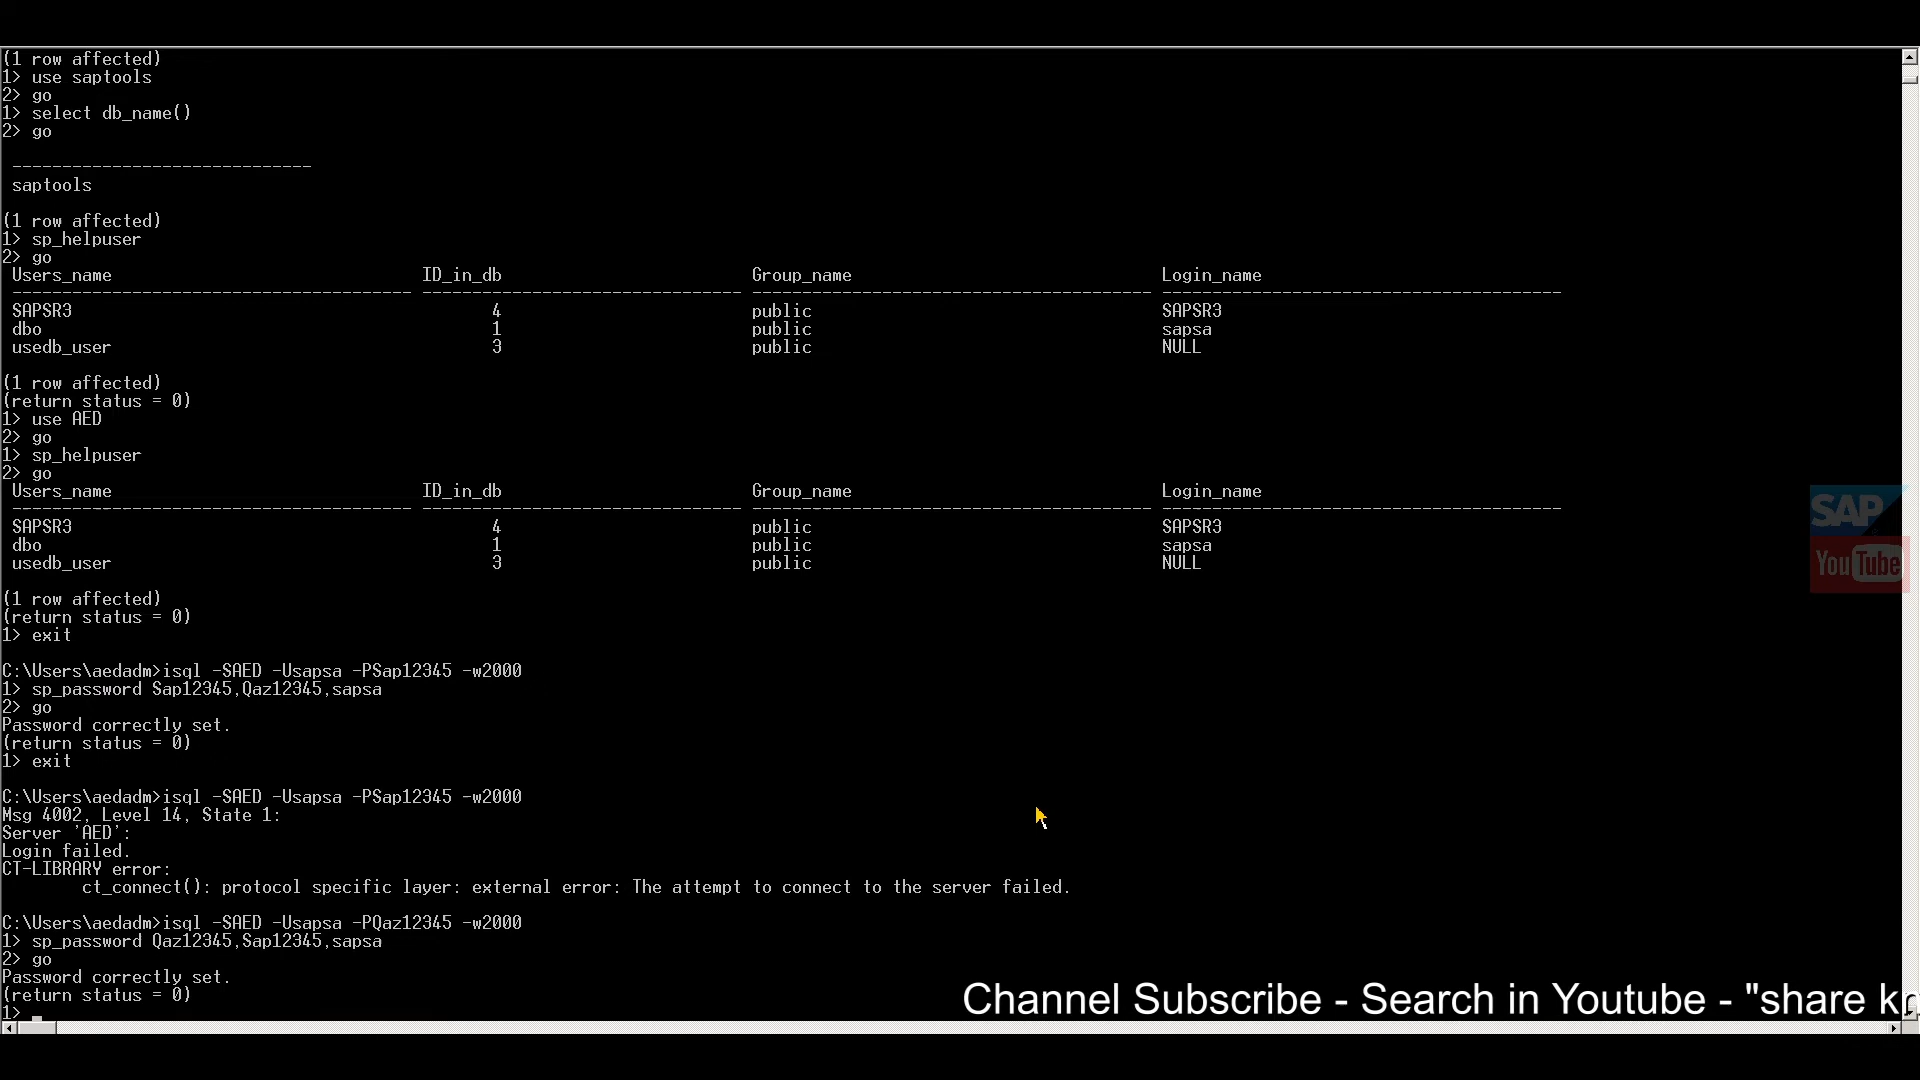 (1 row affected)
1> use saptools
2> go
1> select db_name()
2> go
------------------------------
saptools
(1 row affected)
1> sp_helpuser
2> go
Users_name ID_in_db Group_name Login_name
---------------------------------------- -------------------------------- ---------------------------------------- ----------------------------------------
SAPSR3 4 public SAPSR3
dbo 1 public sapsa
usedb_user 3 public NULL
(1 row affected)
(return status = 0)
1> use AED
2> go
1> sp_helpuser
2> go
Users_name ID_in_db Group_name Login_name
---------------------------------------- -------------------------------- ---------------------------------------- ----------------------------------------
SAPSR3 4 public SAPSR3
dbo 1 public sapsa
usedb_user 3 public NULL
(1 row affected)
(return status = 0)
1> exit
C:\Users\aedadm>isql -SAED -Usapsa -PSap12345 -w2000
1> sp_password Sap12345,Qaz12345,sapsa
2> go
Password correctly set.
(return status = 0)
1> exit
C:\Users\aedadm>isql -SAED -Usapsa -PSap12345 -w2000
Msg 4002, Level 14, State 1:
Server 'AED':
Login failed.
CT-LIBRARY error:
ct_connect(): protocol specific layer: external error: The attempt to connect to the server failed.
C:\Users\aedadm>isql -SAED -Usapsa -PQaz12345 -w2000
1> sp_password Qaz12345,Sap12345,sapsa
2> go
Password correctly set.
(return status = 0)
1>
SAP
YouTube
Channel Subscribe - Search in Youtube - "share